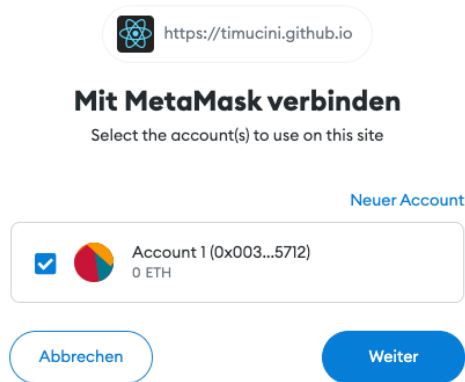 https://timucini.github.io
Mit MetaMask verbinden
Select the account(s) to use on this site
Neuer Account
Account 1 (0x003...5712)
0 ETH
Abbrechen
Weiter